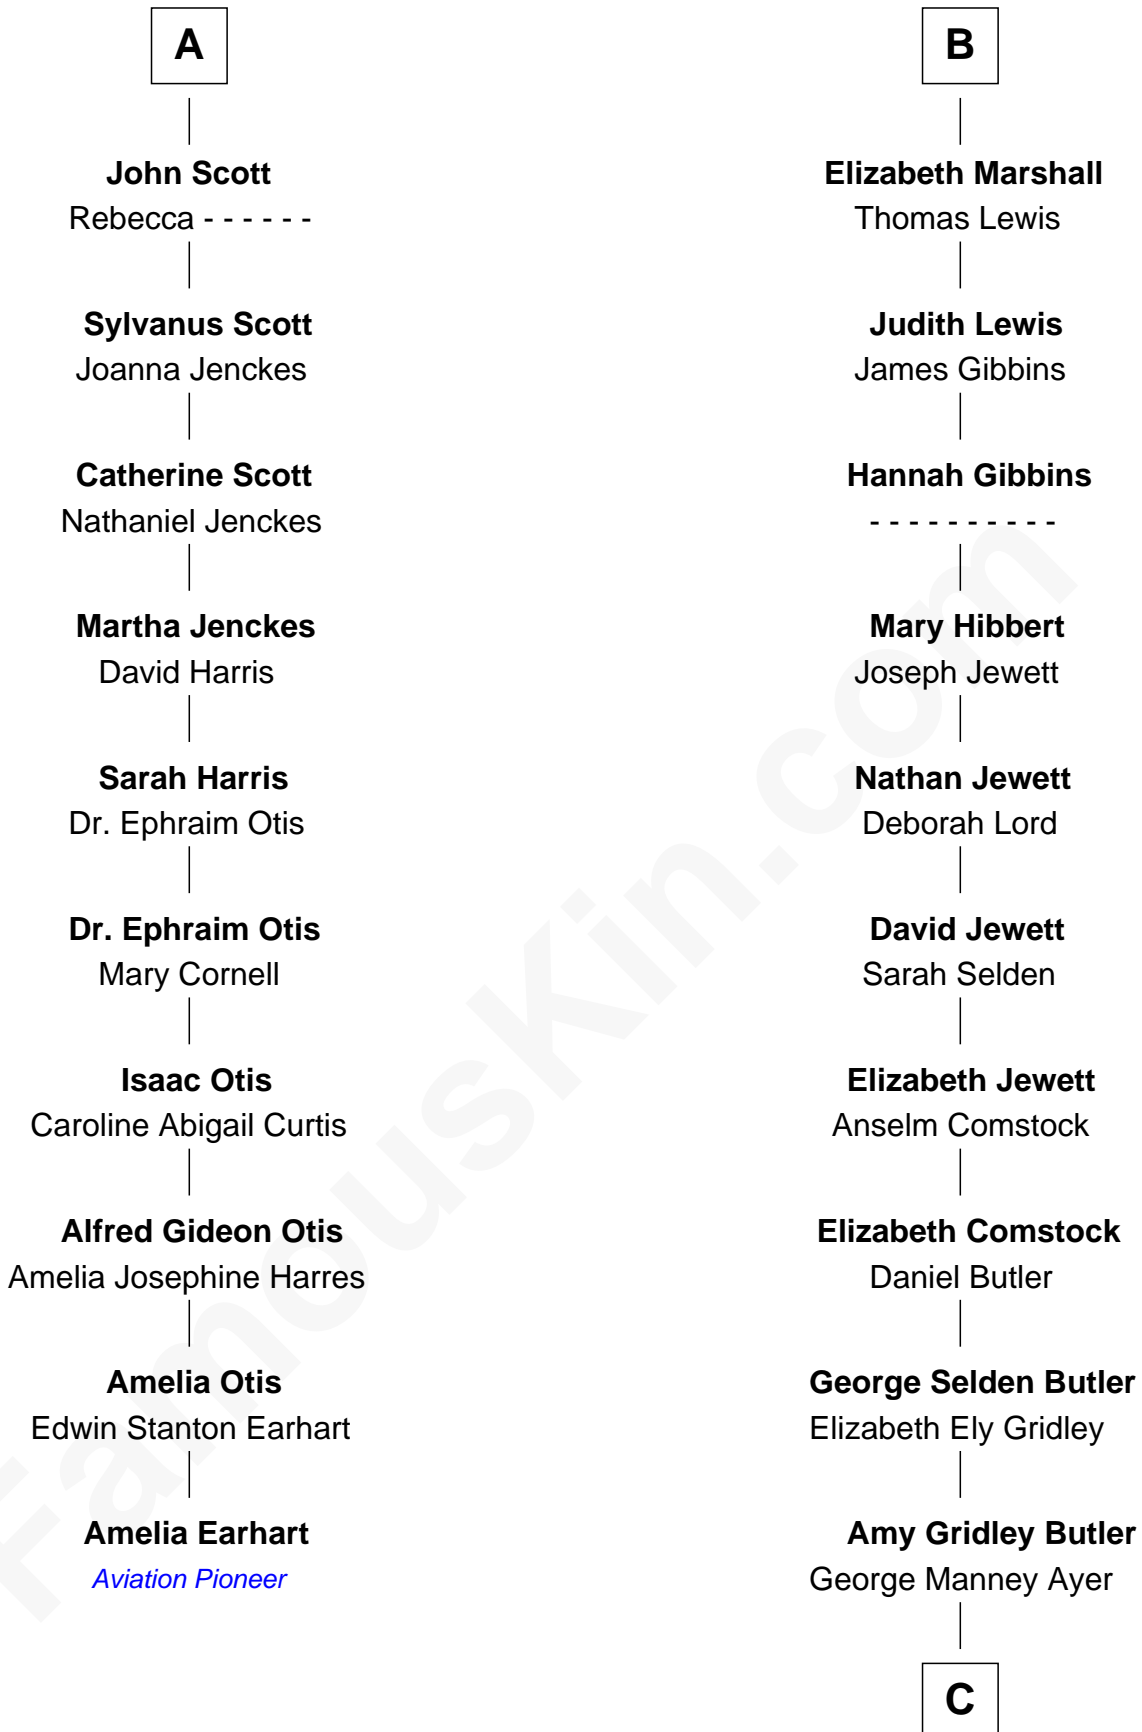 A
John Scott
Rebecca - - - - - -
Sylvanus Scott
Joanna Jenckes
Catherine Scott
Nathaniel Jenckes
Martha Jenckes
David Harris
Sarah Harris
Dr. Ephraim Otis
Dr. Ephraim Otis
Mary Cornell
Isaac Otis
Caroline Abigail Curtis
Alfred Gideon Otis
Amelia Josephine Harres
Amelia Otis
Edwin Stanton Earhart
Amelia Earhart
Aviation Pioneer
B
Elizabeth Marshall
Thomas Lewis
Judith Lewis
James Gibbins
Hannah Gibbins
- - - - - - - - - -
Mary Hibbert
Joseph Jewett
Nathan Jewett
Deborah Lord
David Jewett
Sarah Selden
Elizabeth Jewett
Anselm Comstock
Elizabeth Comstock
Daniel Butler
George Selden Butler
Elizabeth Ely Gridley
Amy Gridley Butler
George Manney Ayer
C
FamousKin.com